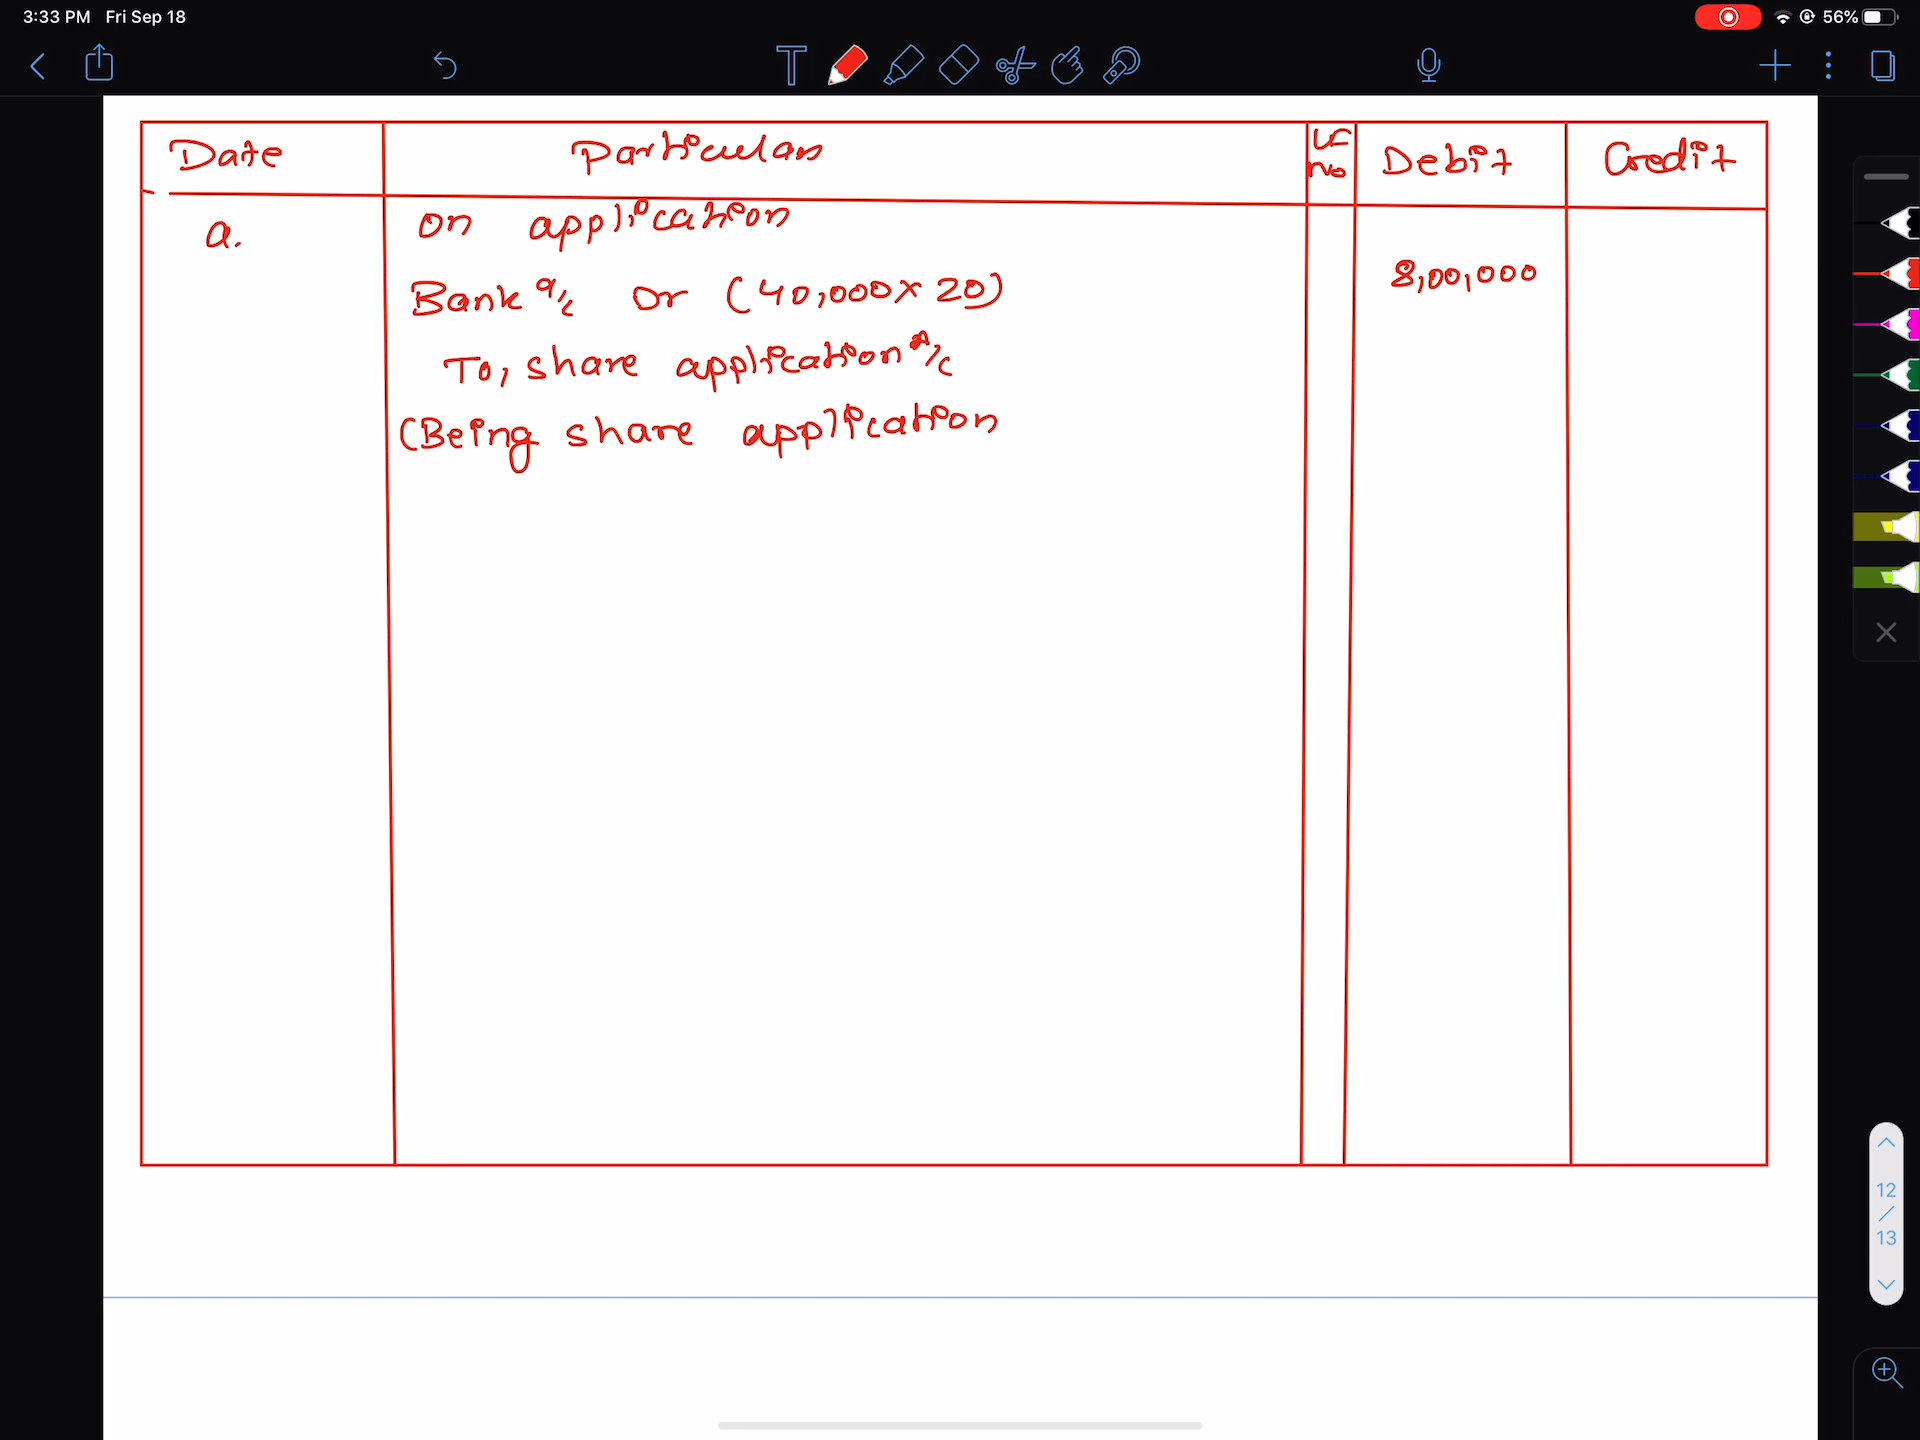 3:33 PM Fri Sep 18
56%
Date Particulars LF No Debit Credit
a. on application
Bank a/c Dr (40,000 x 20) 8,00,000
To, share application A/c
(Being share application
12
/
13